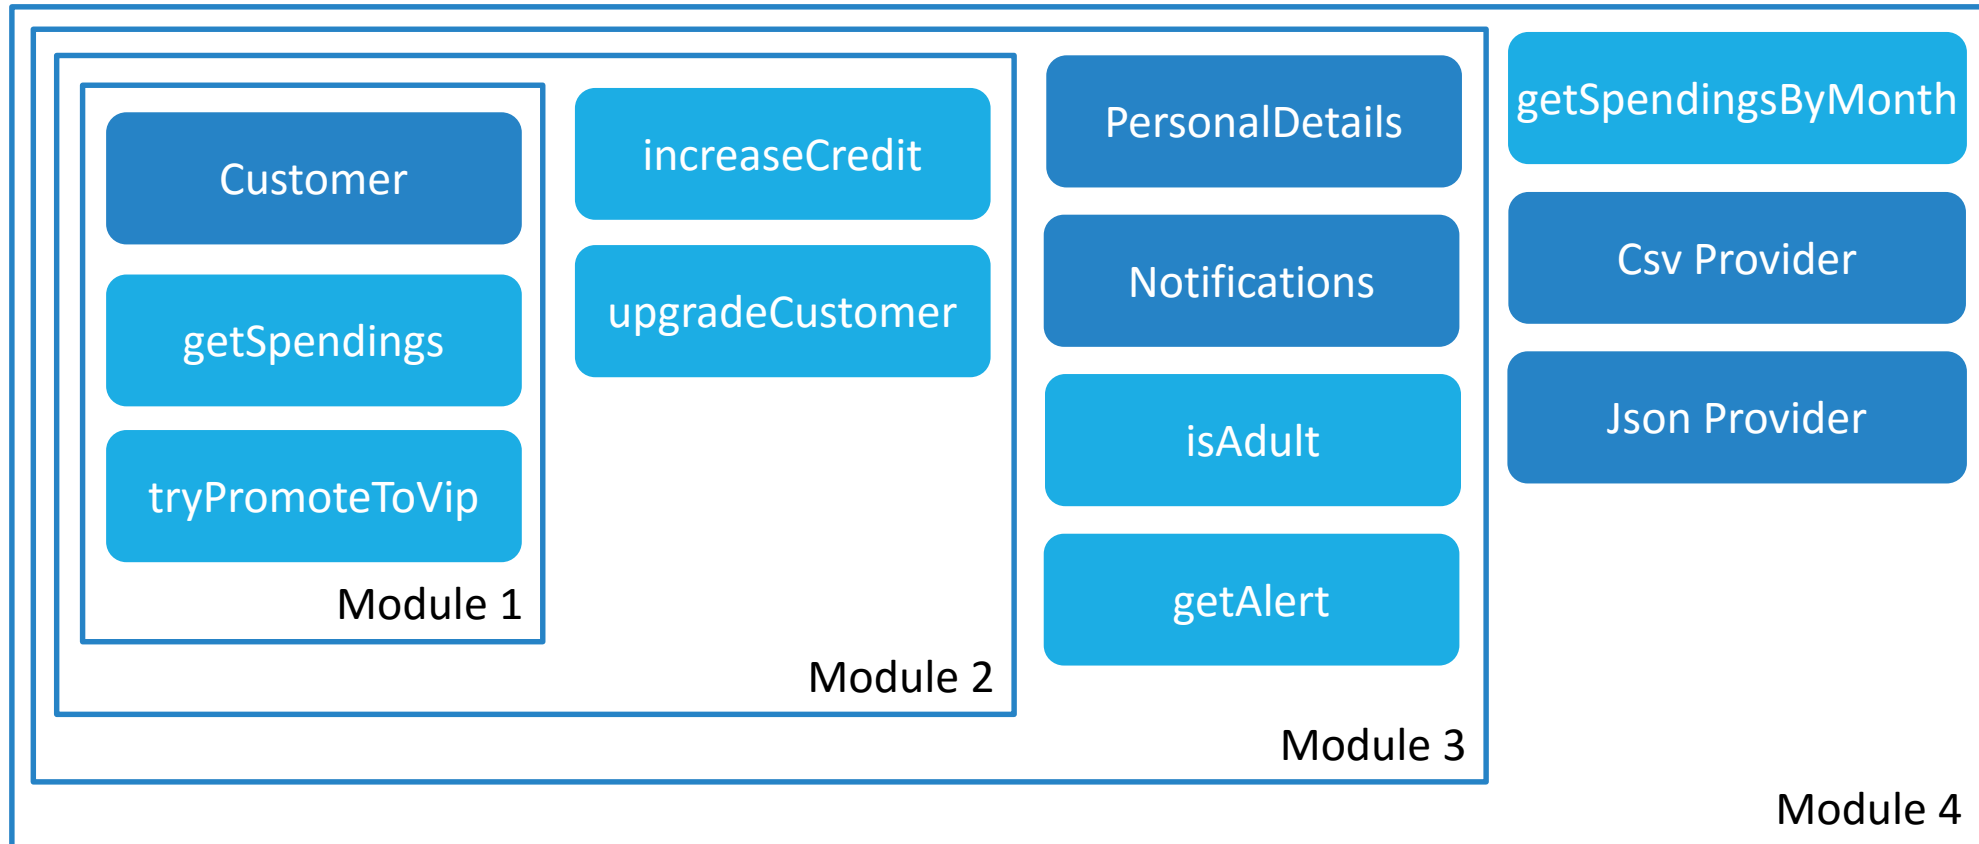 Customer
getSpendings
tryPromoteToVip
Module 1
increaseCredit
upgradeCustomer
Module 2
PersonalDetails
Notifications
isAdult
getAlert
Module 3
getSpendingsByMonth
Csv Provider
Json Provider
Module 4